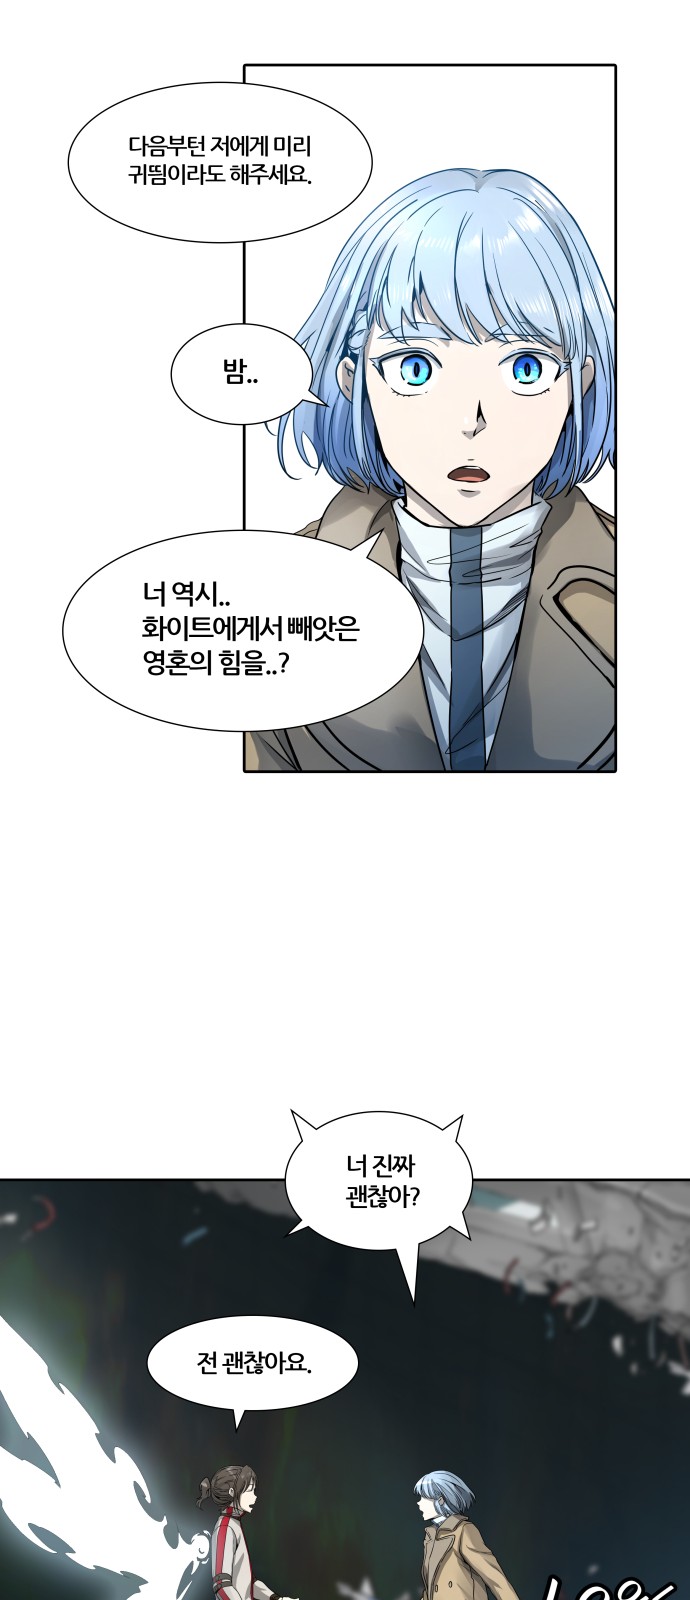 다음부턴 저에게 미리
귀띔이라도 해주세요.
밤..
너 역시..
화이트에게서 빼앗은
영혼의 힘을..?
너 진짜
괜찮아?
전 괜찮아요.